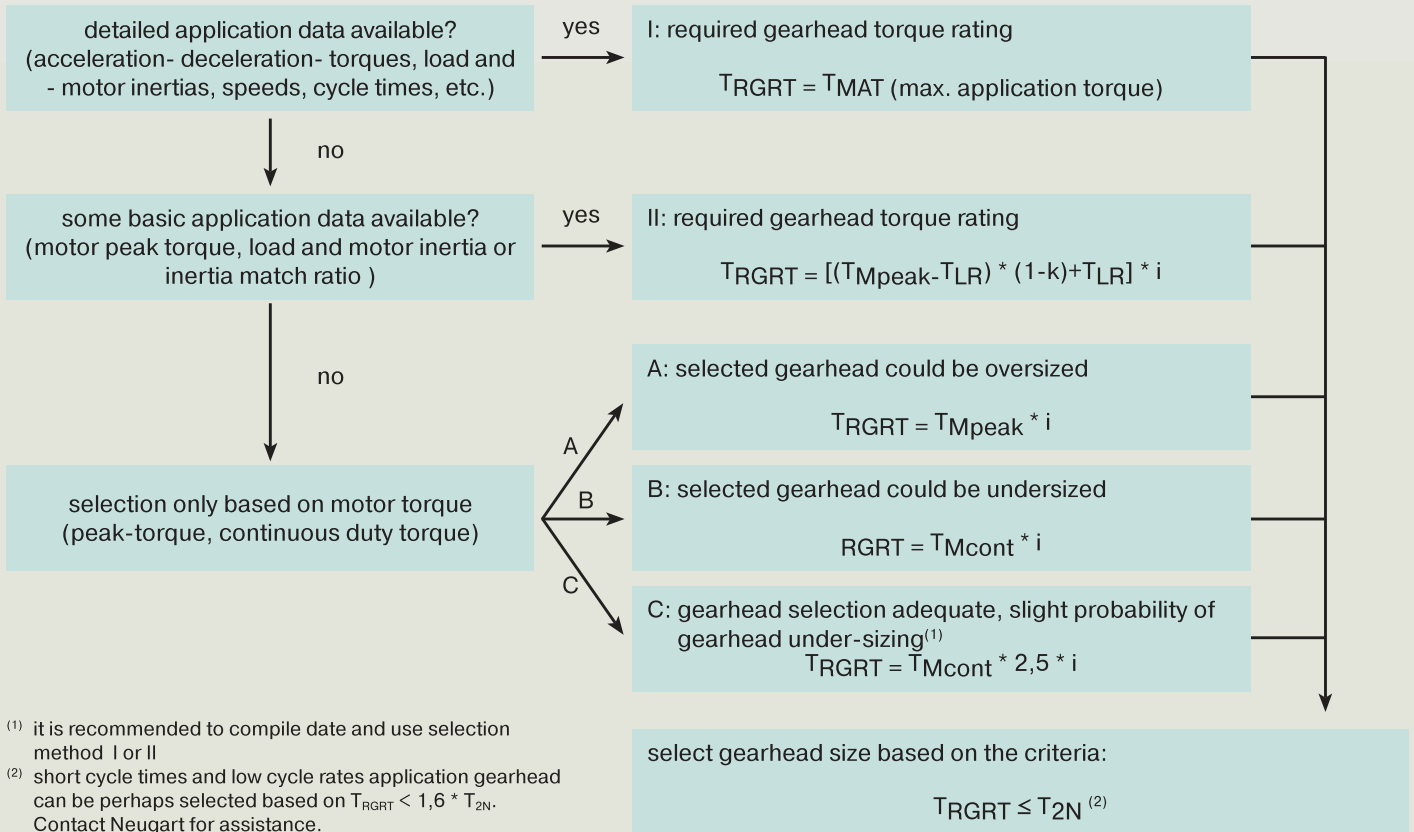 detailed application data available?
(acceleration- deceleration- torques, load and
- motor inertias, speeds, cycle times, etc.)
yes
I: required gearhead torque rating
TRGRT = TMAT (max. application torque)
no
some basic application data available?
(motor peak torque, load and motor inertia or
inertia match ratio )
yes
II: required gearhead torque rating
TRGRT = [(TMpeak-TLR) * (1-k)+TLR] * i
no
selection only based on motor torque
(peak-torque, continuous duty torque)
A
A: selected gearhead could be oversized
TRGRT = TMpeak * i
B
B: selected gearhead could be undersized
RGRT = TMcont * i
C
C: gearhead selection adequate, slight probability of
gearhead under-sizing(1)
TRGRT = TMcont * 2,5 * i
select gearhead size based on the criteria:
TRGRT ≤ T2N (2)
(1) it is recommended to compile date and use selection
method I or II
(2) short cycle times and low cycle rates application gearhead
can be perhaps selected based on TRGRT < 1,6 * T2N.
Contact Neugart for assistance.